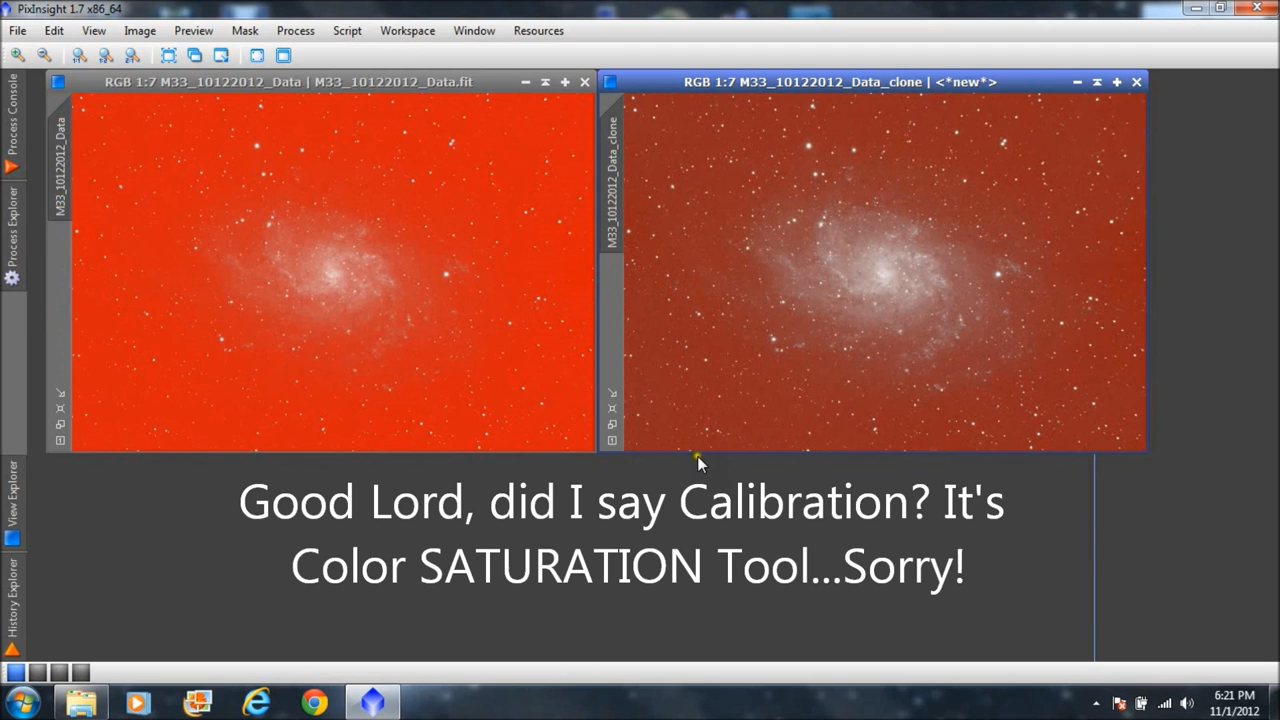 PixInsight 1.7 x86_64
File Edit View Image Preview Mask Process Script Workspace Window Resources
RGB 1:7 M33_10122012_Data | M33_10122012_Data.fit
RGB 1:7 M33_10122012_Data_clone | <*new*>
Process Console
Process Explorer
View Explorer
History Explorer
M33_10122012_Data
M33_10122012_Data_clone
Good Lord, did I say Calibration? It's
Color SATURATION Tool...Sorry!
6:21 PM
11/1/2012